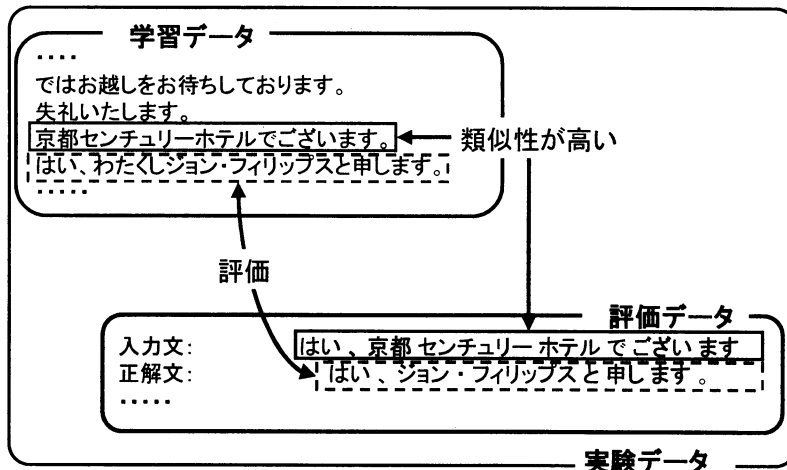 学習データ
‥‥
ではお越しをお待ちしております。
失礼いたします。
京都センチュリーホテルでございます。
類似性が高い
はい、わたくしジョン・フィリップスと申します。
‥‥‥
評価
評価データ
入力文: はい 、 京都 センチュリー ホテル で ござい ます
正解文: はい 、 ジョン ・ フィリップス と 申し ます 。
‥‥‥
実験データ